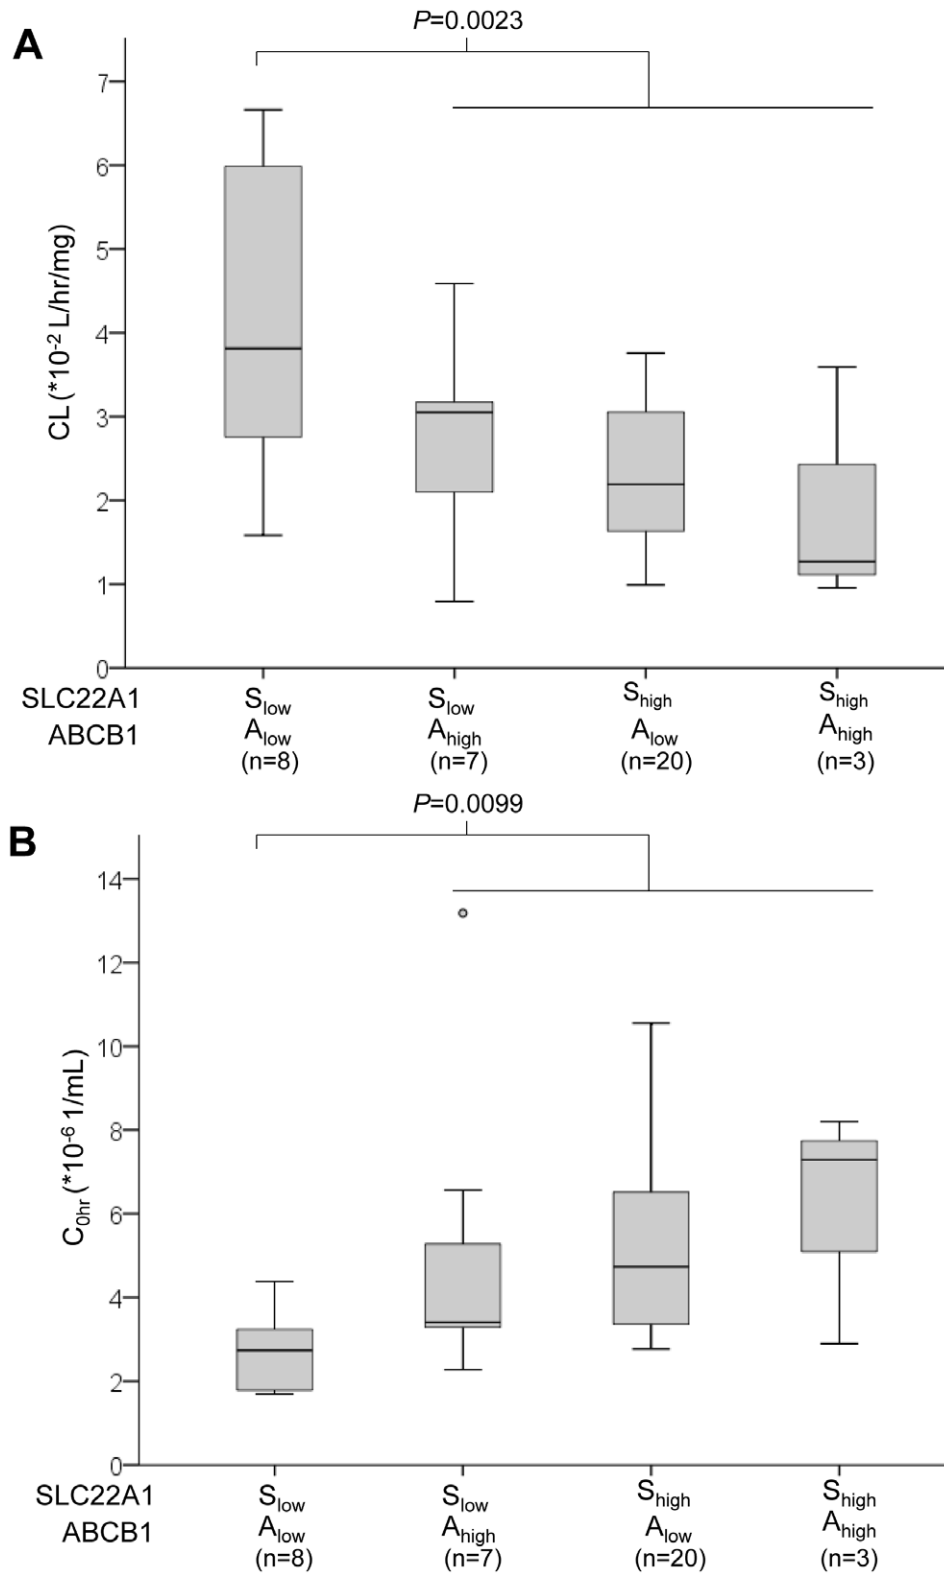 A
P=0.0023
7
6
5
4
3
2
1
0
CL (*10-2 L/hr/mg)
SLC22A1 Slow Slow Shigh Shigh
ABCB1 Alow Ahigh Alow Ahigh
(n=8) (n=7) (n=20) (n=3)
B
P=0.0099
14
12
10
8
6
4
2
0
C0hr (*10-6 1/mL)
SLC22A1 Slow Slow Shigh Shigh
ABCB1 Alow Ahigh Alow Ahigh
(n=8) (n=7) (n=20) (n=3)